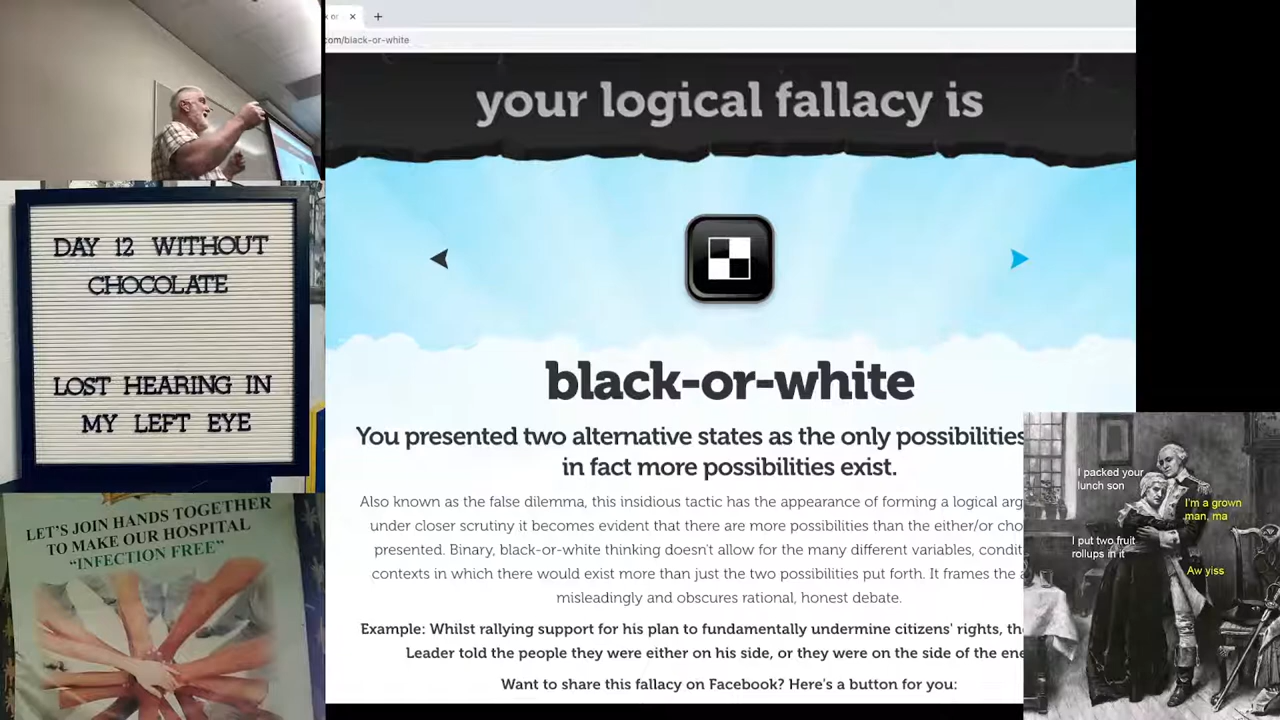 com/black-or-white
your logical fallacy is
black-or-white
You presented two alternative states as the only possibilities
in fact more possibilities exist.
Also known as the false dilemma, this insidious tactic has the appearance of forming a logical
under closer scrutiny it becomes evident that there are more possibilities than the either/or
presented. Binary, black-or-white thinking doesn't allow for the many different variables,
contexts in which there would exist more than just the two possibilities put forth. It frames the
misleadingly and obscures rational, honest debate.
Example: Whilst rallying support for his plan to fundamentally undermine citizens' rights,
Leader told the people they were either on his side, or they were on the side of the
Want to share this fallacy on Facebook? Here's a button for you:
DAY 12 WITHOUT
CHOCOLATE
LOST HEARING IN
MY LEFT EYE
LET'S JOIN HANDS TOGETHER
TO MAKE OUR HOSPITAL
"INFECTION FREE"
I packed your
lunch son
I'm a grown
man, ma
I put two fruit
rollups in it
Aw yiss